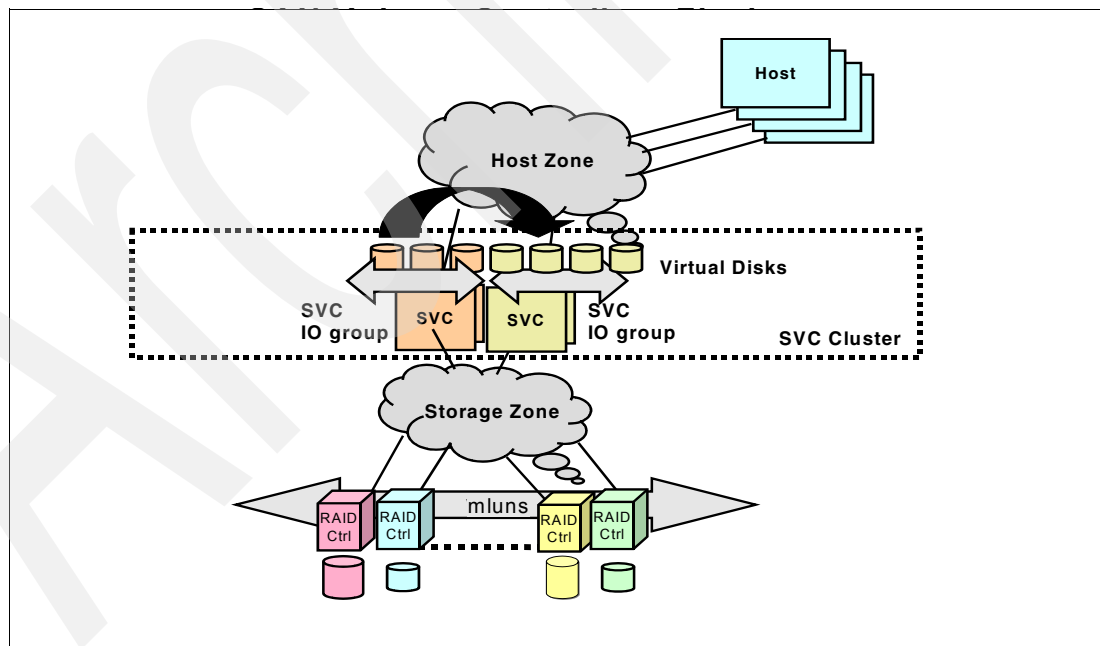 Host
Host Zone
Virtual Disks
SVC
IO group
SVC
SVC
SVC
IO group
SVC Cluster
Storage Zone
mluns
RAID
Ctrl
RAID
Ctrl
RAID
Ctrl
RAID
Ctrl